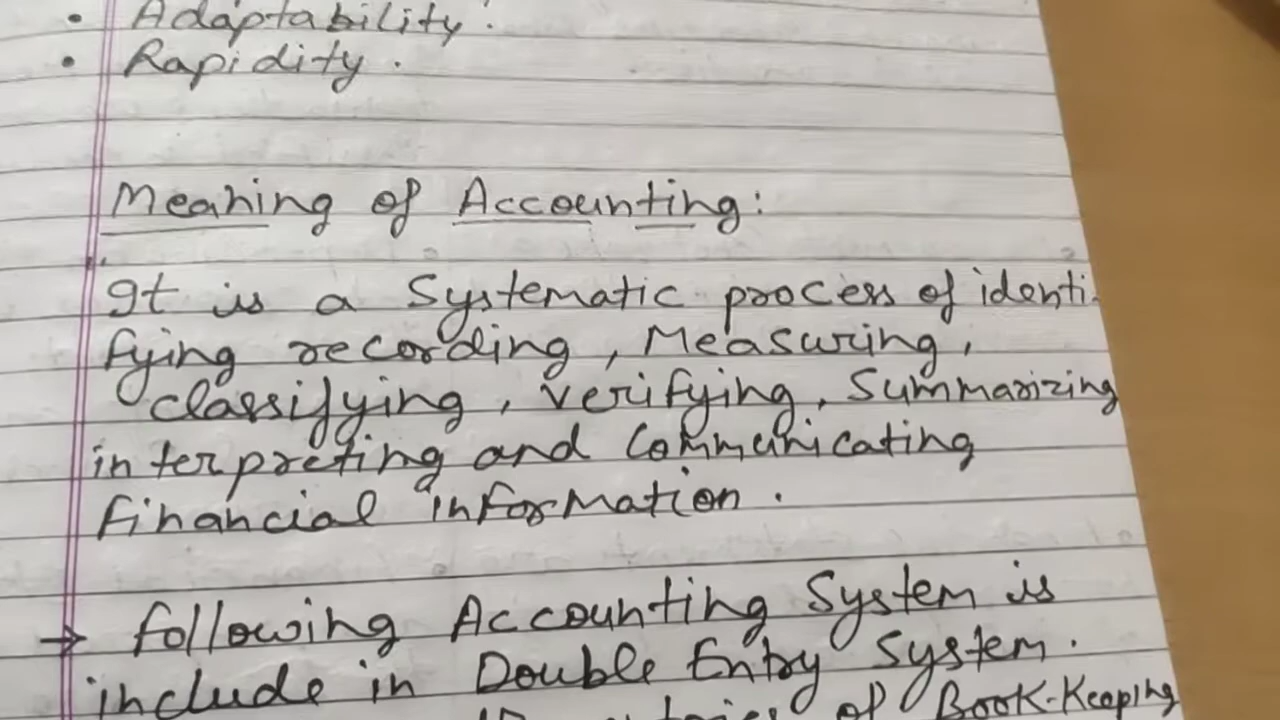 • Adaptability.
• Rapidity.
Meaning of Accounting:
It is a Systematic process of identi-
fying recording, Measuring,
classifying, verifying, Summarizing
interpreting and Communicating
financial information.
→ following Accounting System is
include in Double Entry System.
of Book-Keeping